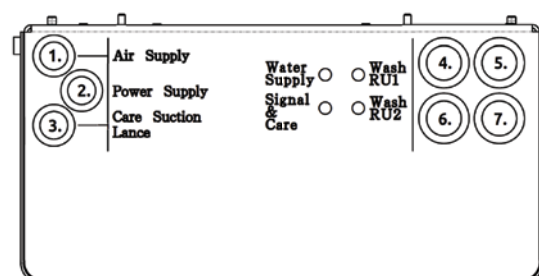 1.
Air Supply
2.
Power Supply
3.
Care Suction
Lance
Water
Supply
Signal
&
Care
Wash
RU1
Wash
RU2
4.
5.
6.
7.